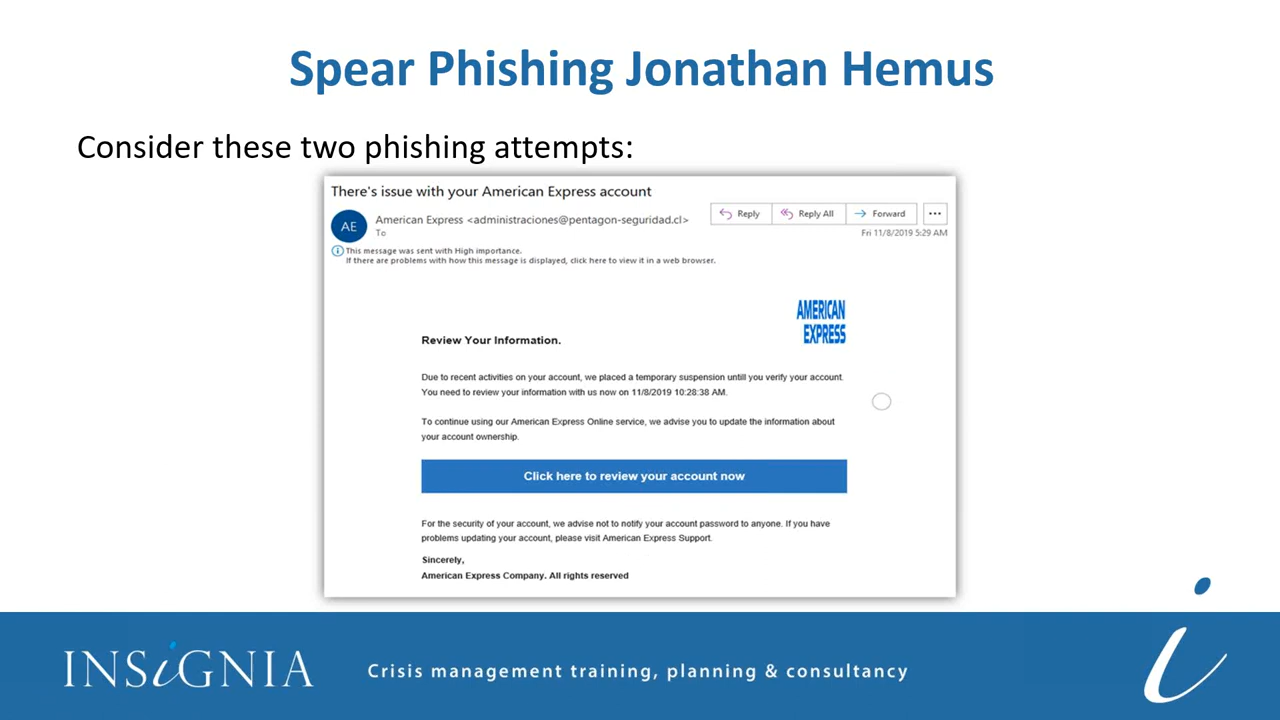 Spear Phishing Jonathan Hemus
Consider these two phishing attempts:
There's issue with your American Express account
AE
American Express <administraciones@pentagon-seguridad.cl>
To
Reply
Reply All
Forward
...
Fri 11/8/2019 5:29 AM
This message was sent with High importance.
If there are problems with how this message is displayed, click here to view it in a web browser.
AMERICAN
EXPRESS
Review Your Information.
Due to recent activities on your account, we placed a temporary suspension untill you verify your account.
You need to review your information with us now on 11/8/2019 10:28:38 AM.
To continue using our American Express Online service, we advise you to update the information about
your account ownership.
Click here to review your account now
For the security of your account, we advise not to notify your account password to anyone. If you have
problems updating your account, please visit American Express Support.
Sincerely,
American Express Company. All rights reserved
INSiGNIA
Crisis management training, planning & consultancy
i